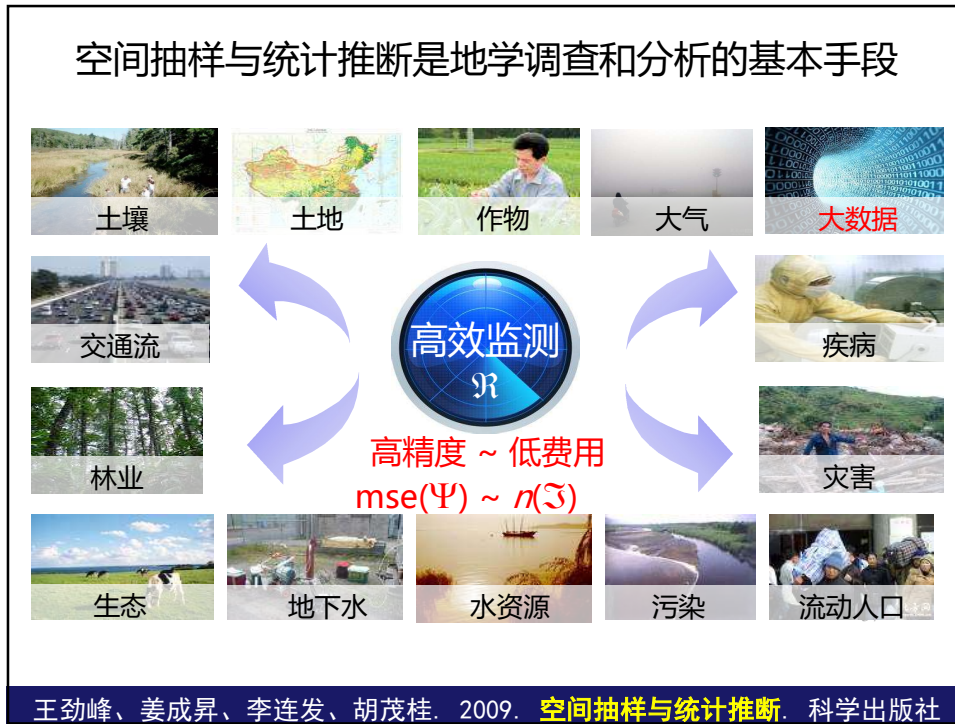 空间抽样与统计推断是地学调查和分析的基本手段
土壤
土地
作物
大气
大数据
交通流
高效监测
ℜ
疾病
林业
高精度 ~ 低费用
mse(Ψ) ~ n(ℑ)
灾害
生态
地下水
水资源
污染
流动人口
王劲峰、姜成晟、李连发、胡茂桂. 2009. 空间抽样与统计推断. 科学出版社